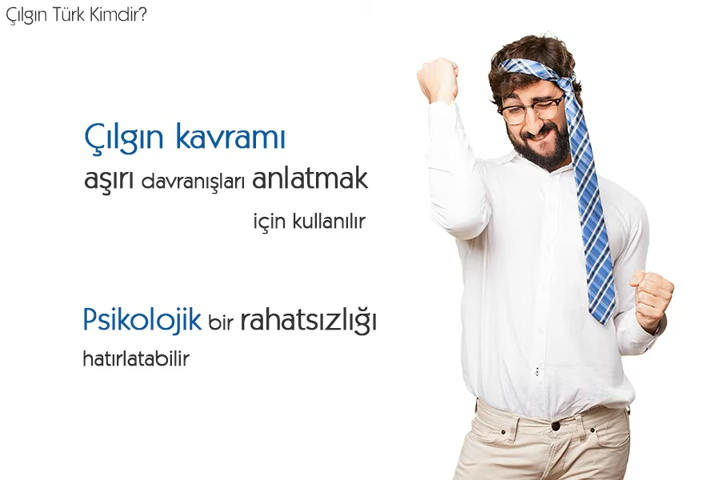 Çılgın Türk Kimdir?
Çılgın kavramı
aşırı davranışları anlatmak
için kullanılır
Psikolojik bir rahatsızlığı
hatırlatabilir